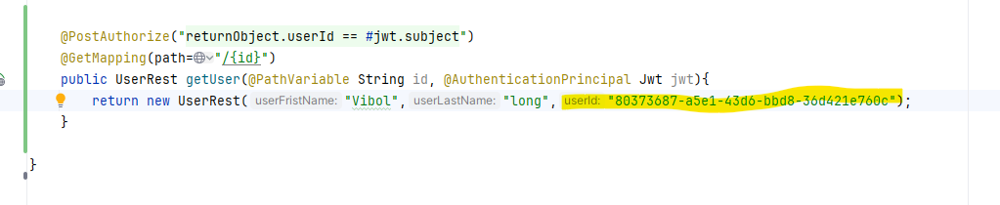 @PostAuthorize("returnObject.userId == #jwt.subject")
@GetMapping(path="/{id}")
public UserRest getUser(@PathVariable String id, @AuthenticationPrincipal Jwt jwt){
return new UserRest( userFristName: "Vibol", userLastName: "long", userId: "80373687-a5e1-43d6-bbd8-36d421e760c");
}
}